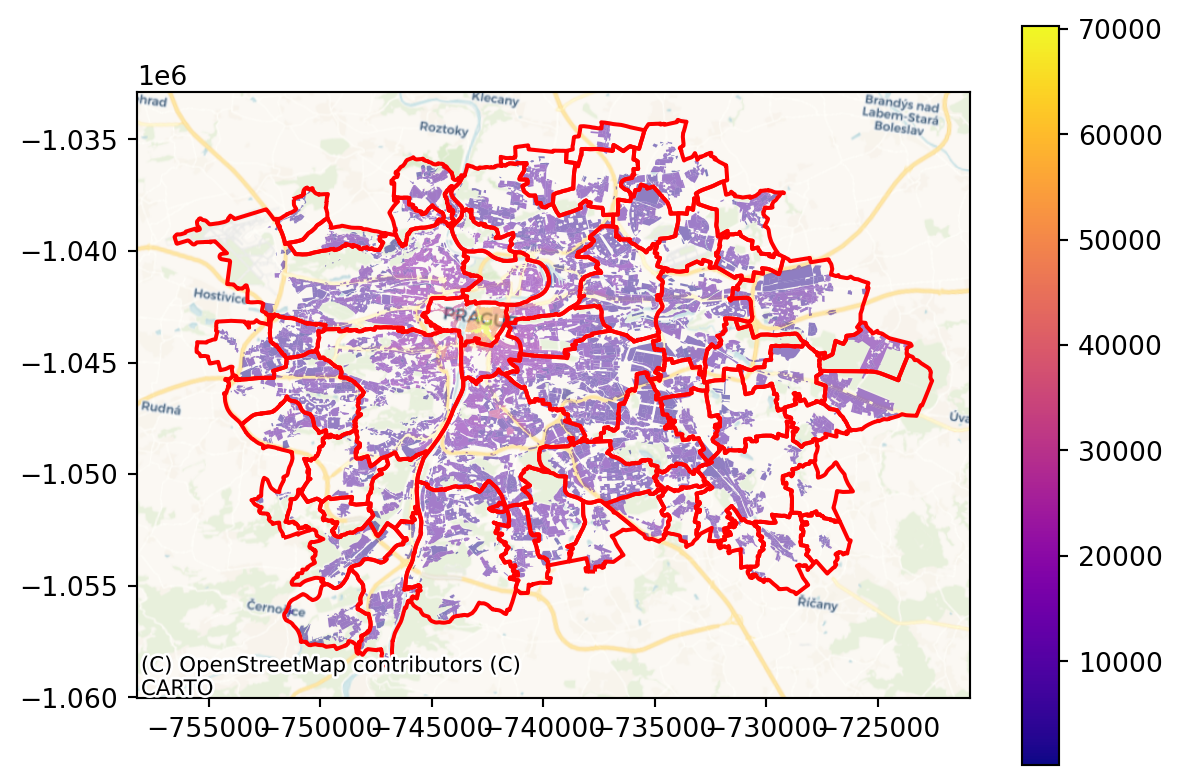 1e6
70000
60000
50000
40000
30000
20000
10000
−1.035
−1.040
−1.045
−1.050
−1.055
−1.060
−755000
−750000
−745000
−740000
−735000
−730000
−725000
Klecany
Roztoky
Brandýs nad
Labem-Stará
Boleslav
hrad
Hostivice
Rudná
Úva
Černošice
Říčany
(C) OpenStreetMap contributors (C)
CARTO